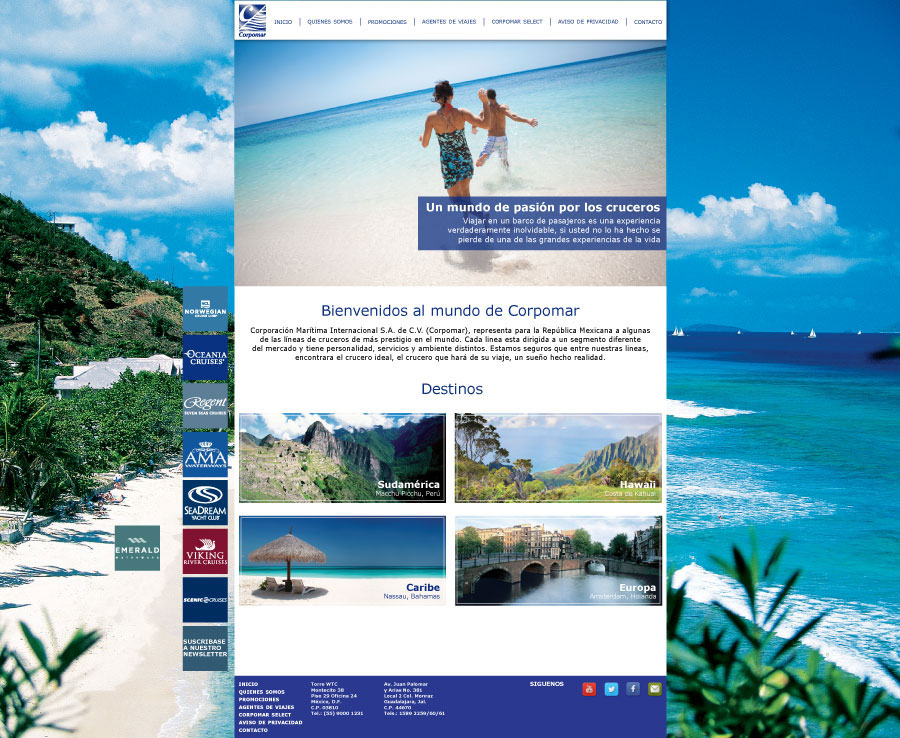 Corpomar
INICIO
QUIENES SOMOS
PROMOCIONES
AGENTES DE VIAJES
CORPOMAR SELECT
AVISO DE PRIVACIDAD
CONTACTO
Un mundo de pasión por los cruceros
Viajar en un barco de pasajeros es una experiencia
verdaderamente inolvidable, si usted no lo ha hecho se
pierde de una de las grandes experiencias de la vida
NORWEGIAN
CRUISE LINE
OCEANIA
CRUISES
Regent
SEVEN SEAS CRUISES
AMA
WATERWAYS
SEADREAM
YACHT CLUB
EMERALD
WATERWAYS
VIKING
RIVER CRUISES
SCENIC CRUISES
SUSCRIBASE
A NUESTRO
NEWSLETTER
Bienvenidos al mundo de Corpomar
Corporación Marítima Internacional S.A. de C.V. (Corpomar), representa para la República Mexicana a algunas
de las líneas de cruceros de más prestigio en el mundo. Cada linea esta dirigida a un segmento diferente
del mercado y tiene personalidad, servicios y ambiente distintos. Estamos seguros que entre nuestras lineas,
encontrara el crucero ideal, el crucero que hará de su viaje, un sueño hecho realidad.
Destinos
Sudamérica
Macchu Picchu, Perú
Hawaii
Costa de Kahuai
Caribe
Nassau, Bahamas
Europa
Amsterdam, Holanda
INICIO
QUIENES SOMOS
PROMOCIONES
AGENTES DE VIAJES
CORPOMAR SELECT
AVISO DE PRIVACIDAD
CONTACTO
Torre WTC
Montecito 38
Piso 29 Oficina 24
México, D.F.
C.P. 03810
Tel.: (55) 9000 1231
Av. Juan Palomar
y Arias No. 381
Local 2 Col. Monraz
Guadalajara, Jal.
C.P. 44670
Tels.: 1589 2259/60/61
SIGUENOS